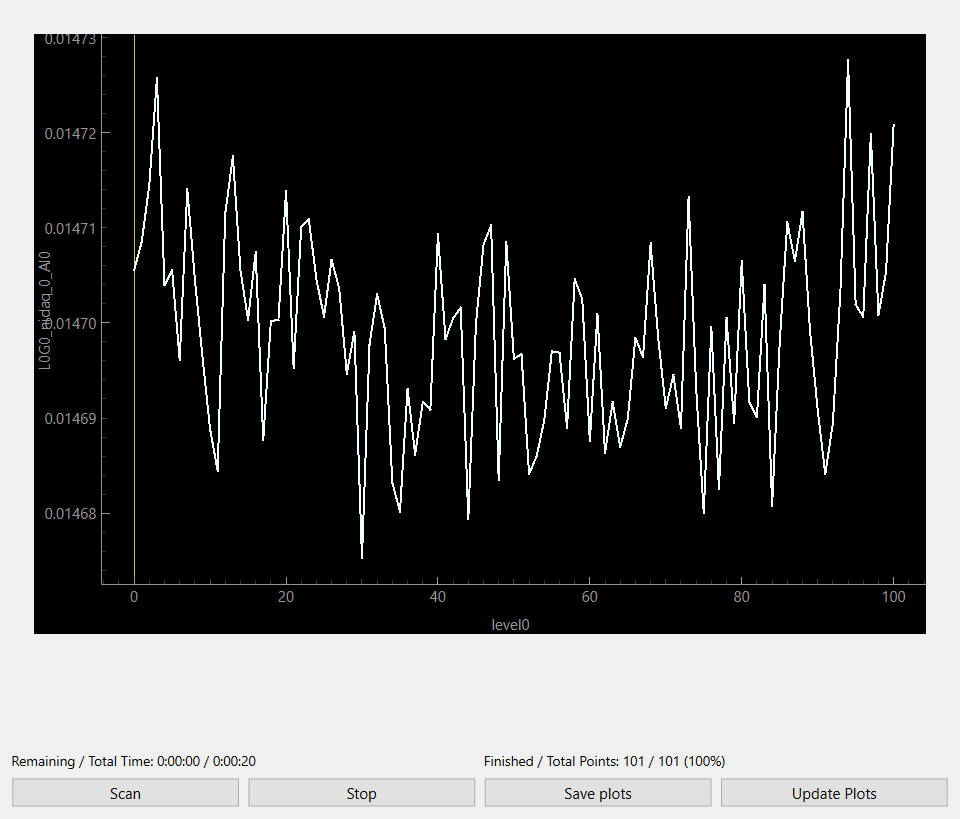 0.01473
0.01472
0.01471
0.01470
0.01469
0.01468
L0G0_nidaq_0_AI0
0 20 40 60 80 100
level0
Remaining / Total Time: 0:00:00 / 0:00:20 Finished / Total Points: 101 / 101 (100%)
Scan Stop Save plots Update Plots